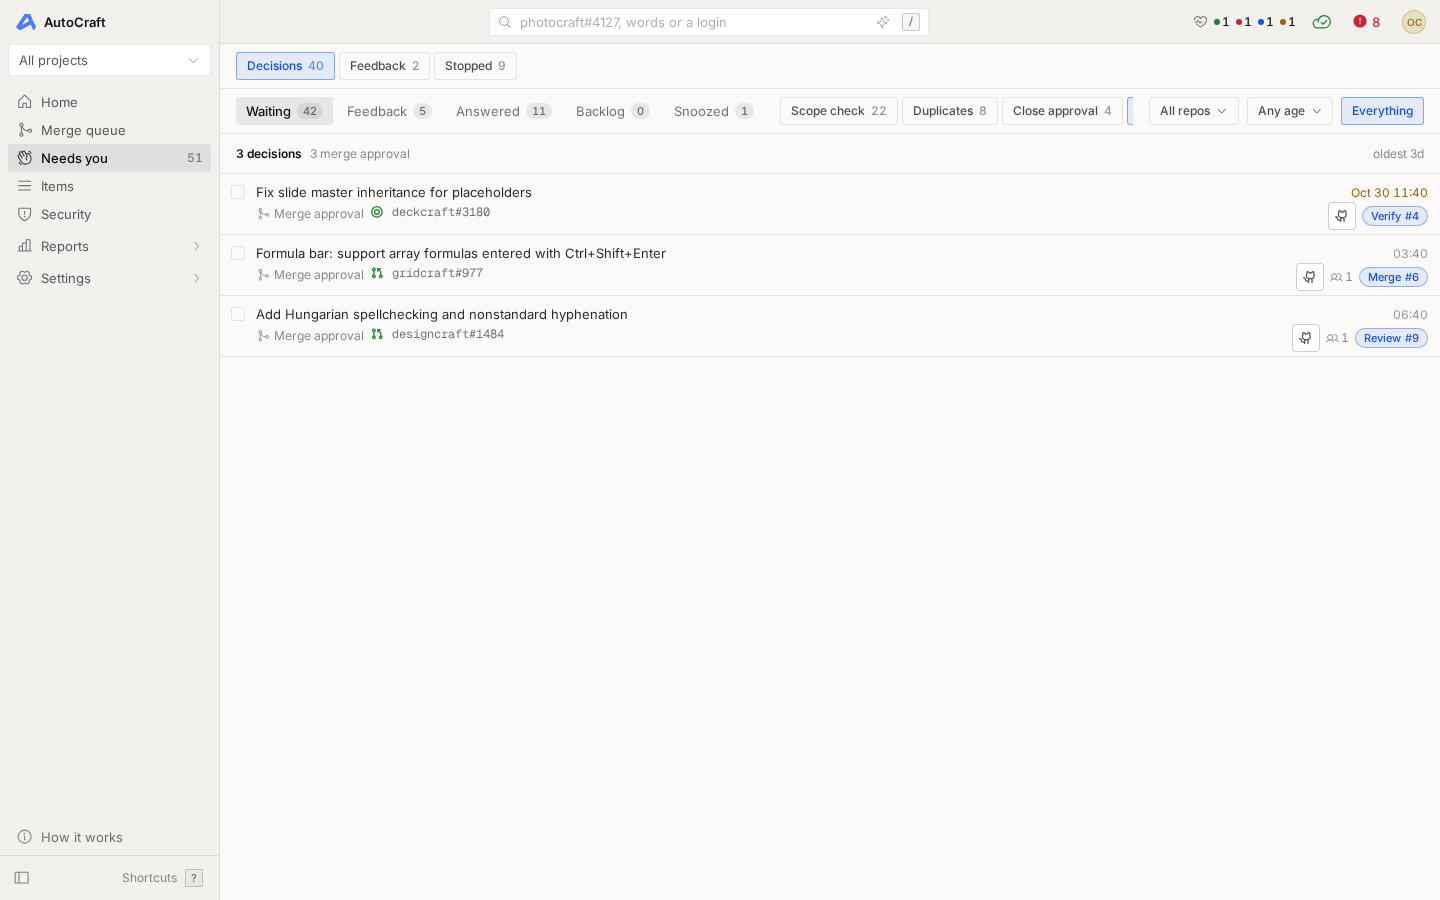 AutoCraft
photocraft#4127, words or a login
/
1 1 1 1
8
OC
All projects
Home
Merge queue
Needs you 51
Items
Security
Reports
Settings
How it works
Shortcuts ?
Decisions 40
Feedback 2
Stopped 9
Waiting 42
Feedback 5
Answered 11
Backlog 0
Snoozed 1
Scope check 22
Duplicates 8
Close approval 4
All repos
Any age
Everything
3 decisions 3 merge approval
oldest 3d
Fix slide master inheritance for placeholders
Oct 30 11:40
Merge approval deckcraft#3180
Verify #4
Formula bar: support array formulas entered with Ctrl+Shift+Enter
03:40
Merge approval gridcraft#977
1 Merge #6
Add Hungarian spellchecking and nonstandard hyphenation
06:40
Merge approval designcraft#1484
1 Review #9